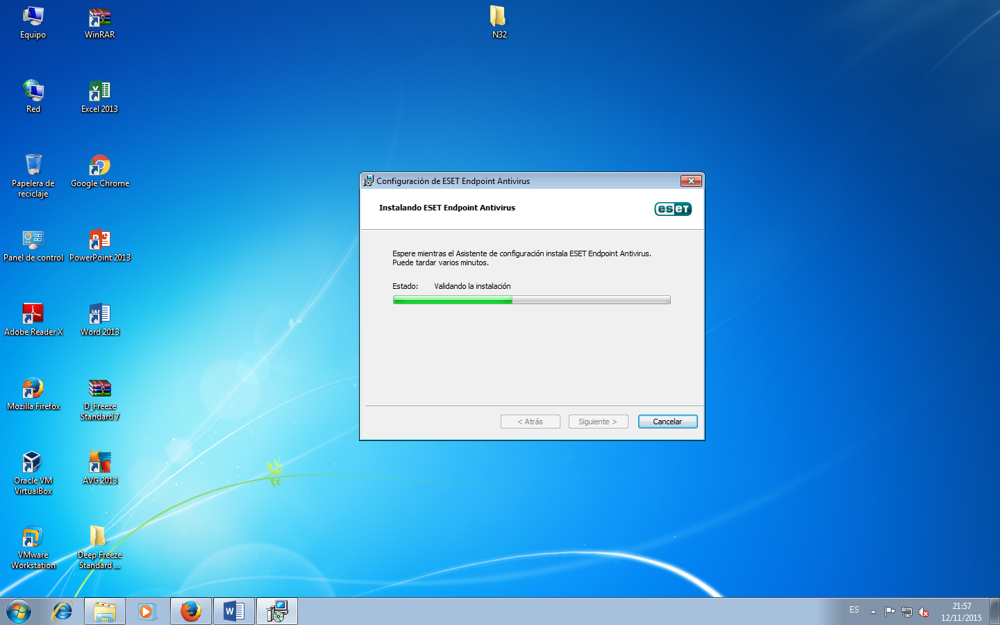 Equipo
WinRAR
N32
Red
Excel 2013
Papelera de
reciclaje
Google Chrome
Panel de control
PowerPoint 2013
Adobe Reader X
Word 2013
Mozilla Firefox
D_Freeze
Standard 7
Oracle VM
VirtualBox
AVG 2013
VMware
Workstation
Deep Freeze
Standard ...
Configuración de ESET Endpoint Antivirus
Instalando ESET Endpoint Antivirus
eseT
Espere mientras el Asistente de configuración instala ESET Endpoint Antivirus.
Puede tardar varios minutos.
Estado: Validando la instalación
< Atrás
Siguiente >
Cancelar
ES
21:57
12/11/2015